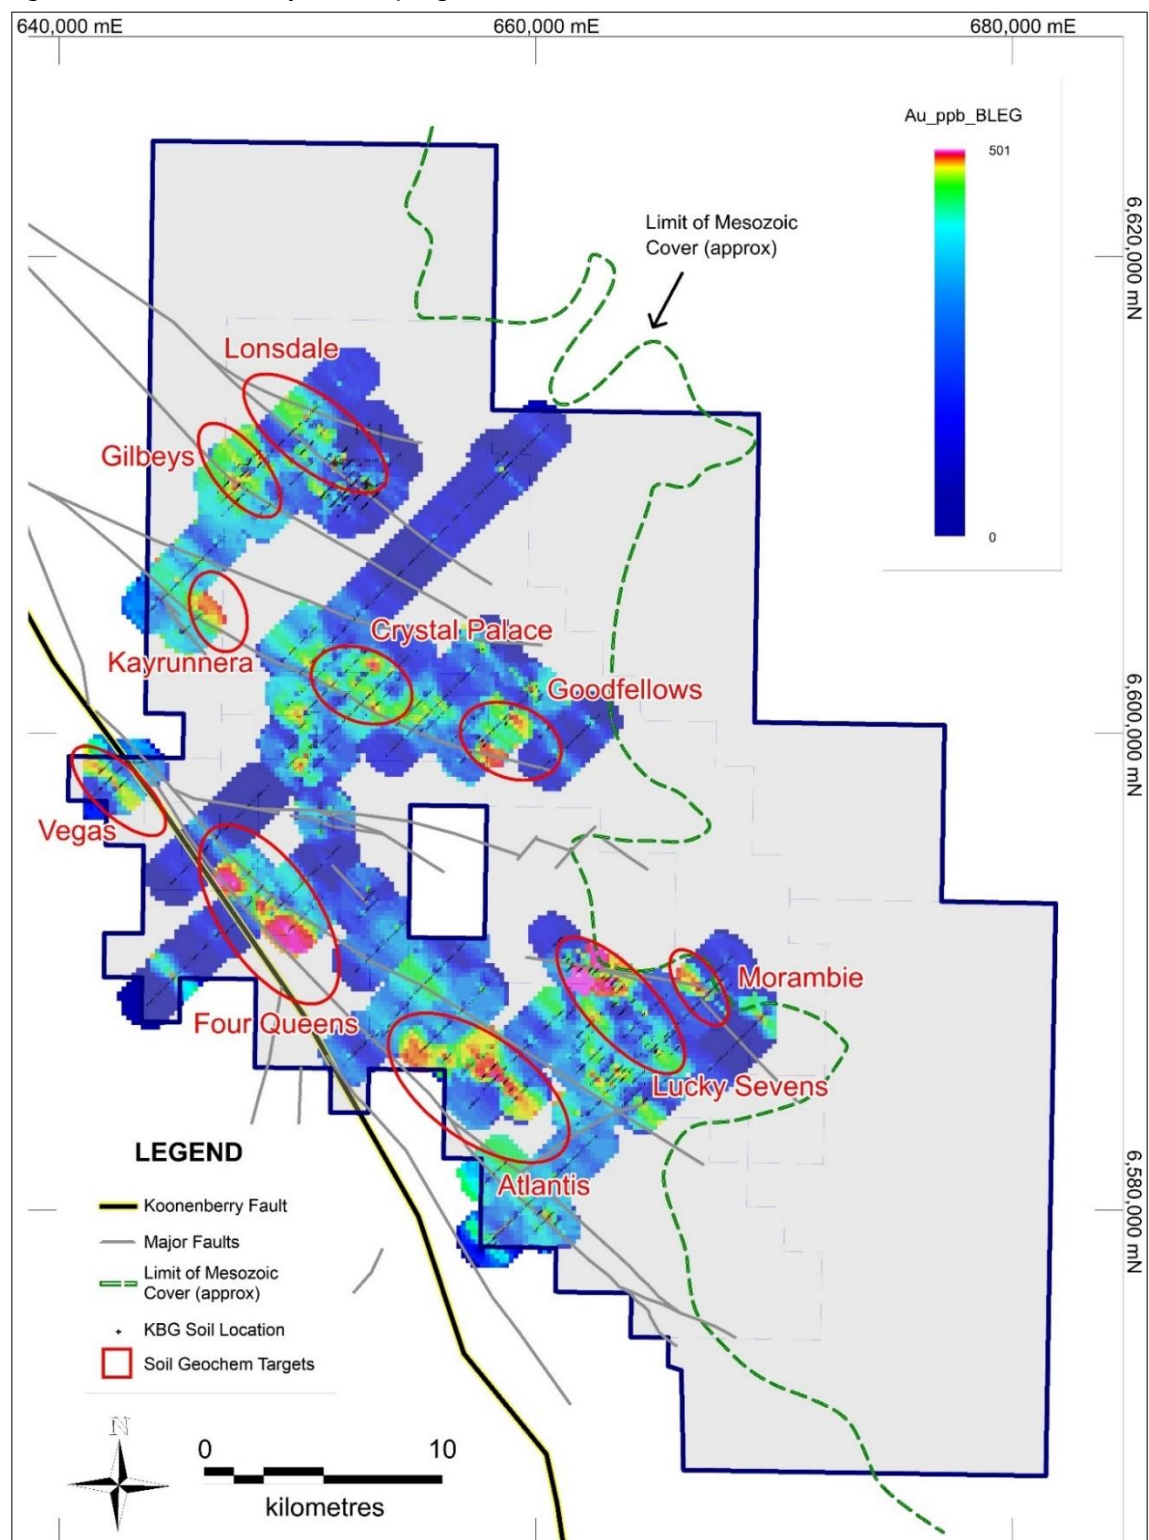 640,000 mE
660,000 mE
680,000 mE
Au_ppb_BLEG
501
0
6,620,000 mN
Limit of Mesozoic
Cover (approx)
Lonsdale
Gilbeys
Crystal Palace
Kayrunnera
Goodfellows
6,600,000 mN
Vegas
Morambie
Four Queens
Lucky Sevens
Atlantis
6,580,000 mN
LEGEND
Koonenberry Fault
Major Faults
Limit of Mesozoic
Cover (approx)
KBG Soil Location
Soil Geochem Targets
N
0
10
kilometres